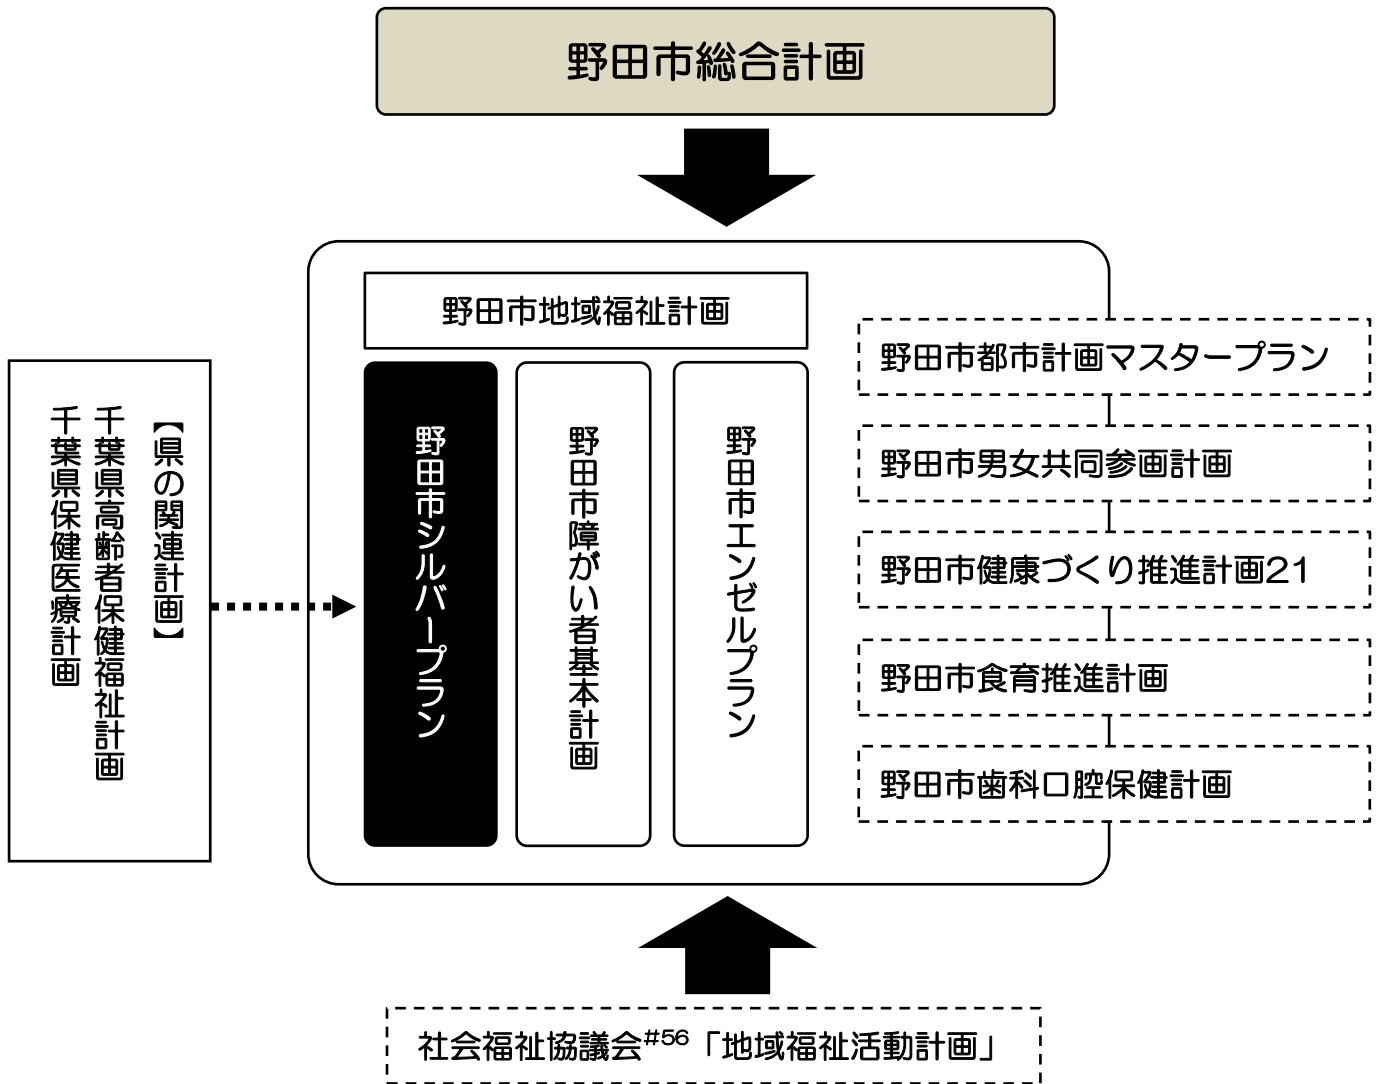 野田市総合計画
野田市地域福祉計画
【県の関連計画】
千葉県高齢者保健福祉計画
千葉県保健医療計画
野田市シルバープラン
野田市障がい者基本計画
野田市エンゼルプラン
野田市都市計画マスタープラン
野田市男女共同参画計画
野田市健康づくり推進計画21
野田市食育推進計画
野田市歯科口腔保健計画
社会福祉協議会#56「地域福祉活動計画」